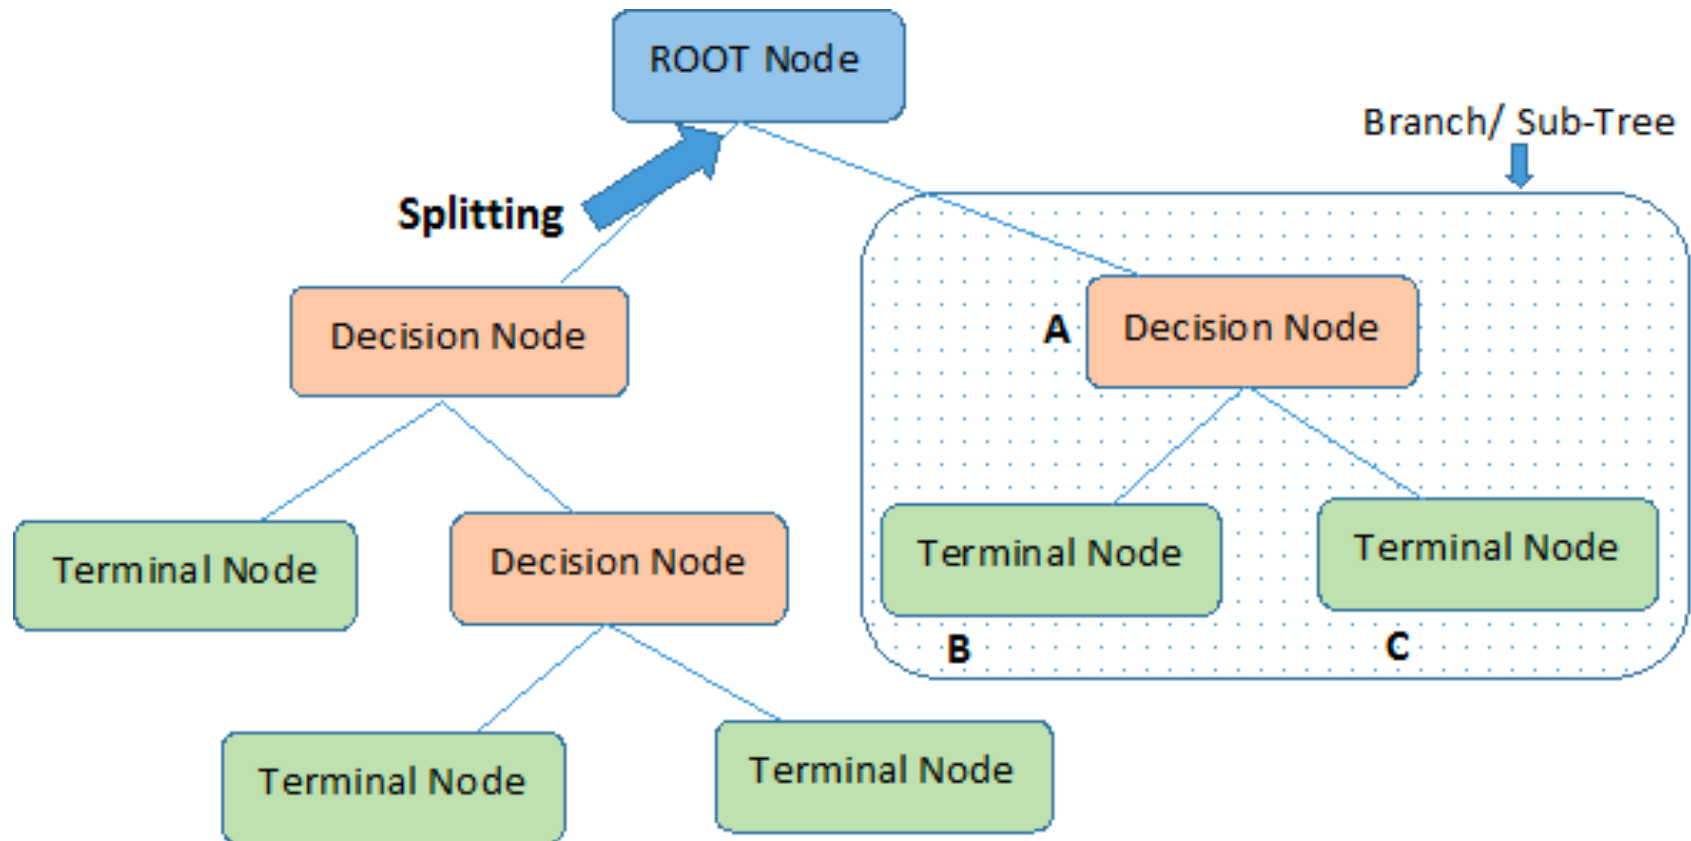 ROOT Node
Branch/ Sub-Tree
Splitting
Decision Node
A
Decision Node
Terminal Node
Decision Node
Terminal Node
Terminal Node
B
C
Terminal Node
Terminal Node